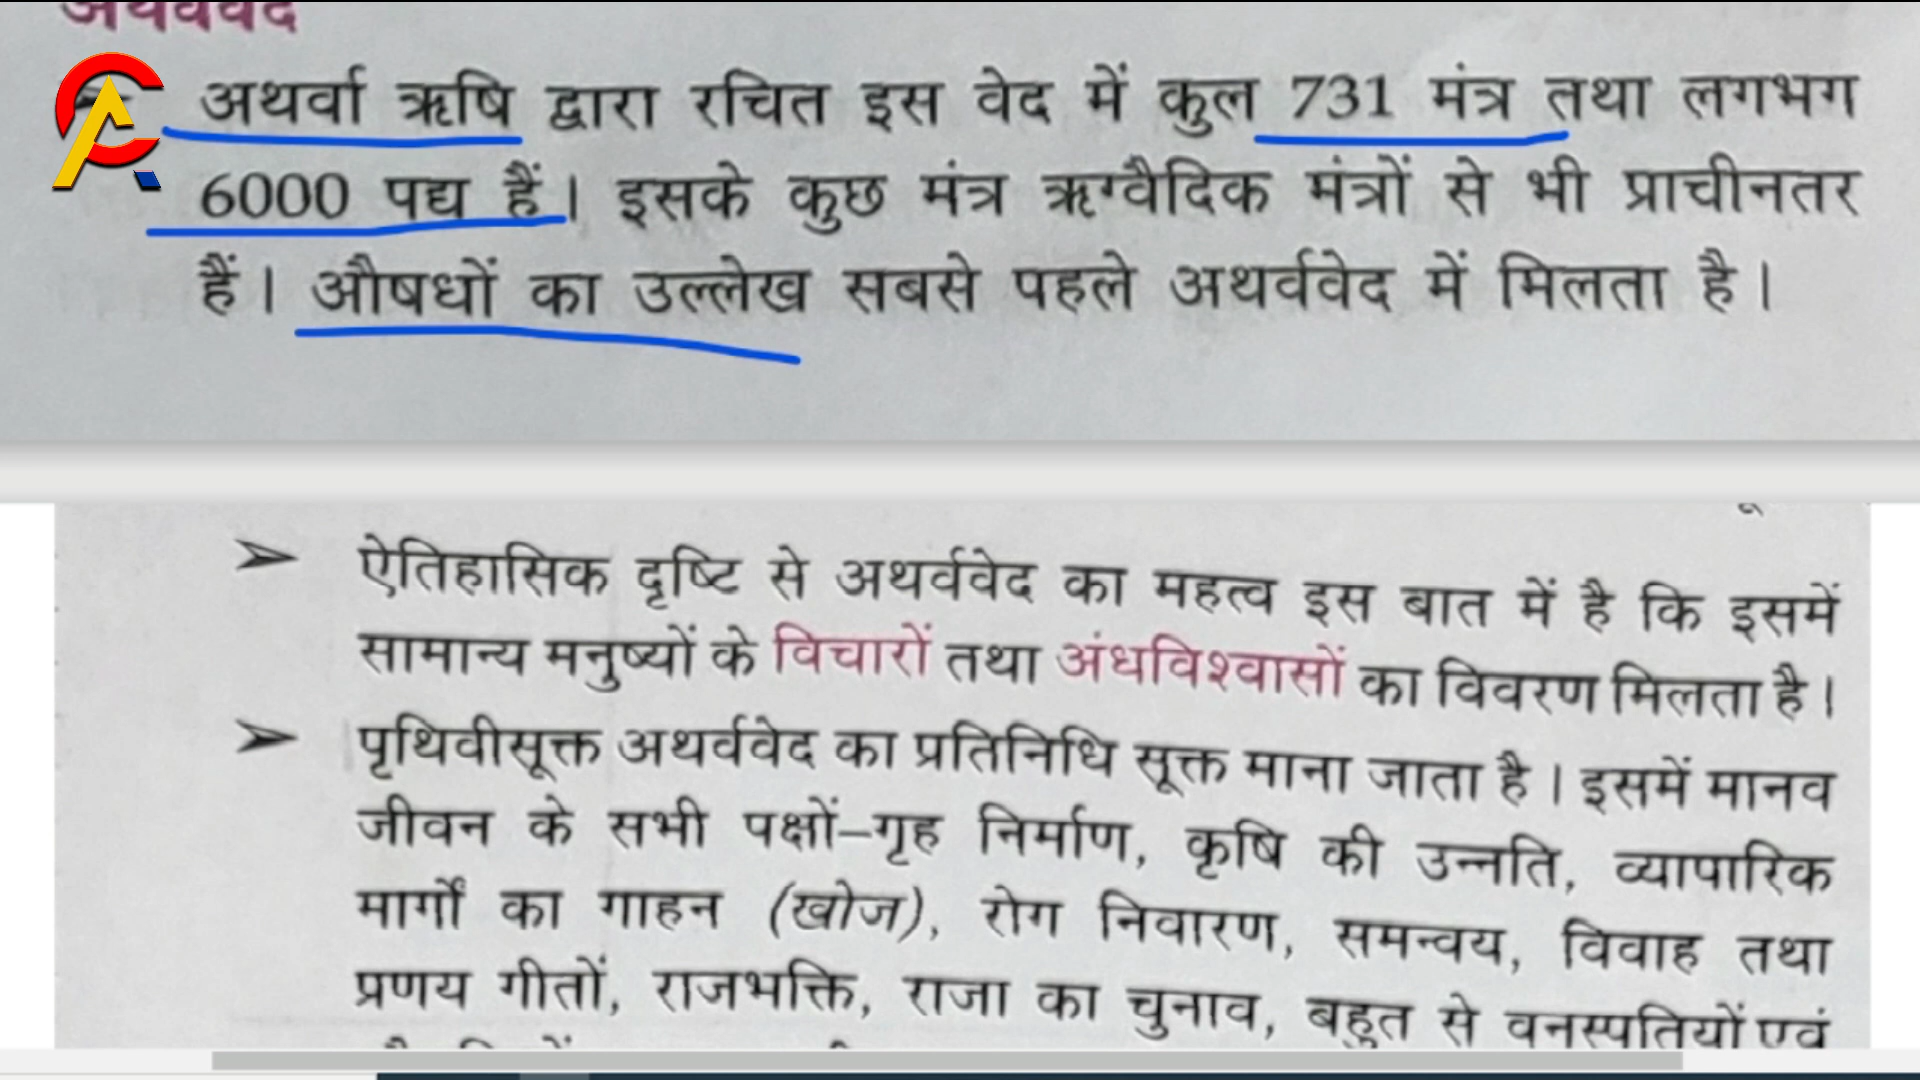 अथर्ववेद
अथर्वा ऋषि द्वारा रचित इस वेद में कुल 731 मंत्र तथा लगभग
6000 पद्य हैं। इसके कुछ मंत्र ऋग्वैदिक मंत्रों से भी प्राचीनतर
हैं। औषधों का उल्लेख सबसे पहले अथर्ववेद में मिलता है।
➢ ऐतिहासिक दृष्टि से अथर्ववेद का महत्व इस बात में है कि इसमें
सामान्य मनुष्यों के विचारों तथा अंधविश्वासों का विवरण मिलता है।
➢ पृथिवीसूक्त अथर्ववेद का प्रतिनिधि सूक्त माना जाता है। इसमें मानव
जीवन के सभी पक्षों–गृह निर्माण, कृषि की उन्नति, व्यापारिक
मार्गों का गाहन (खोज), रोग निवारण, समन्वय, विवाह तथा
प्रणय गीतों, राजभक्ति, राजा का चुनाव, बहुत से वनस्पतियों एवं